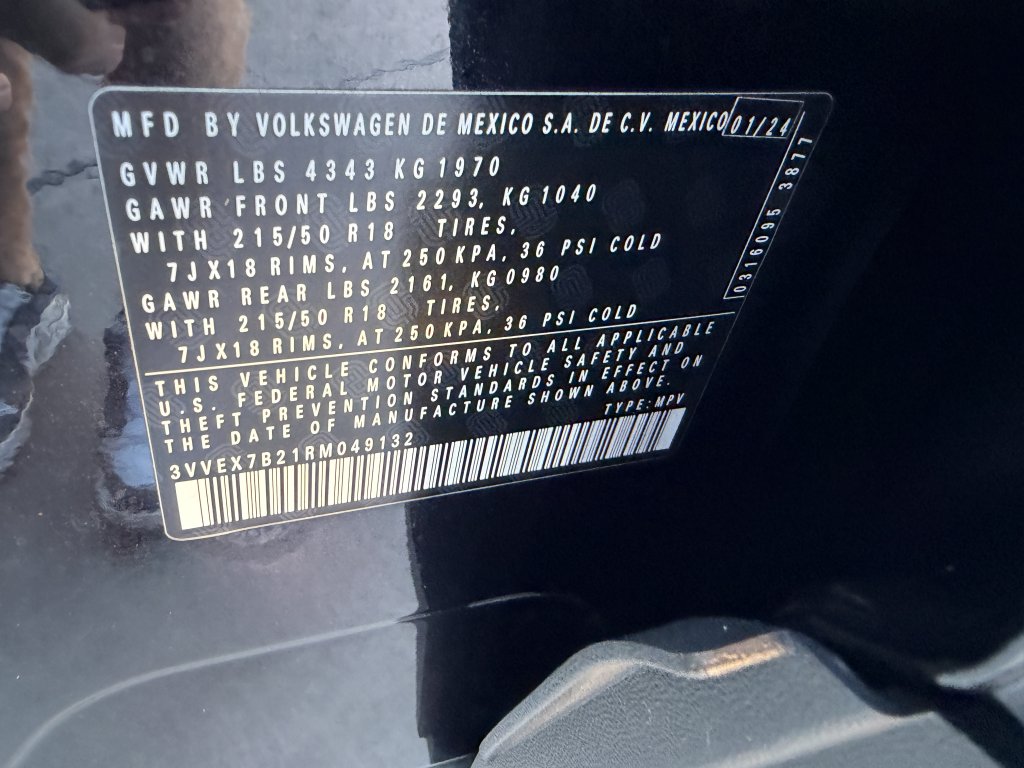 MFD BY VOLKSWAGEN DE MEXICO S.A. DE C.V. MEXICO 01/24
GVWR LBS 4343 KG 1970
GAWR FRONT LBS 2293, KG 1040
WITH 215/50 R18 TIRES,
7JX18 RIMS, AT 250 KPA, 36 PSI COLD
GAWR REAR LBS 2161, KG 0980
WITH 215/50 R18 TIRES,
7JX18 RIMS, AT 250 KPA, 36 PSI COLD
0316095 3877
THIS VEHICLE CONFORMS TO ALL APPLICABLE
U.S. FEDERAL MOTOR VEHICLE SAFETY AND
THEFT PREVENTION STANDARDS IN EFFECT ON
THE DATE OF MANUFACTURE SHOWN ABOVE.
3VVEX7B21RM049132 TYPE: MPV